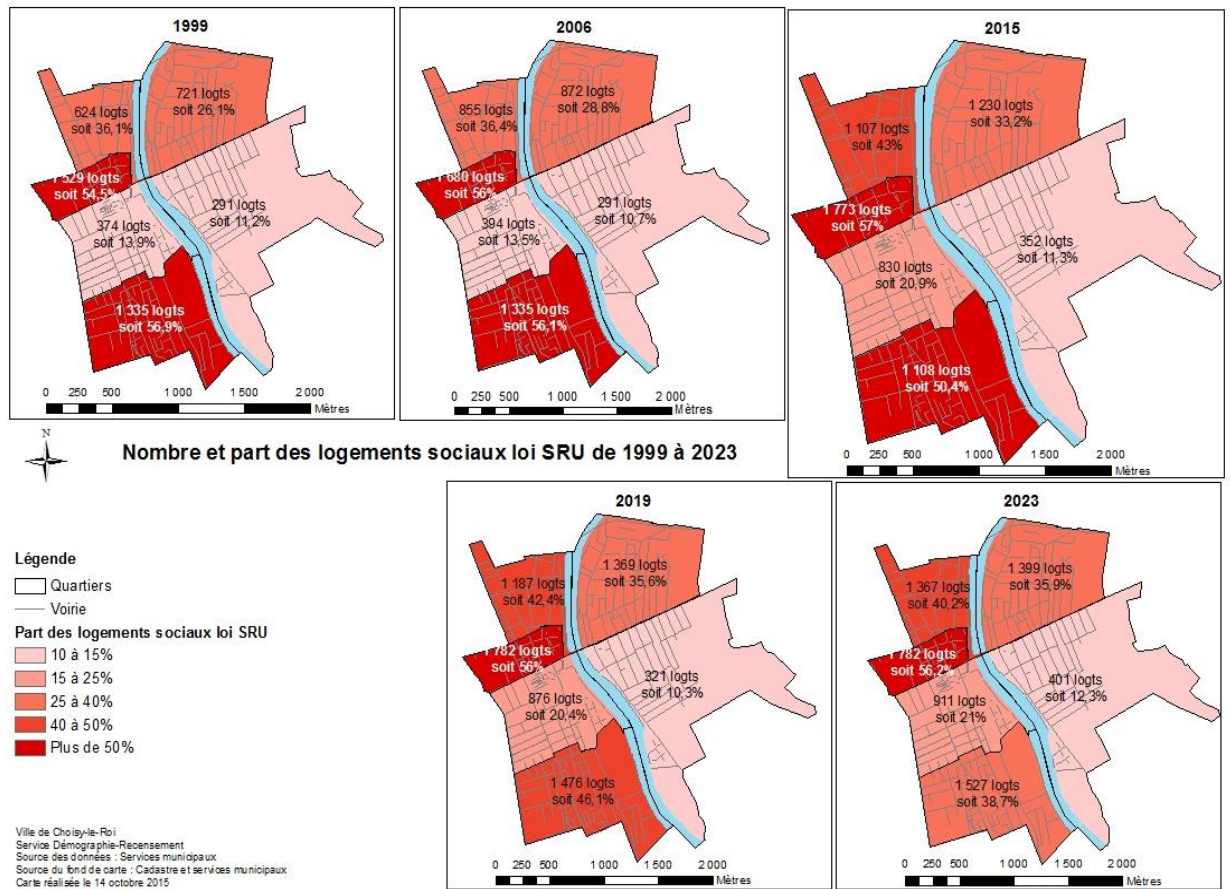 1999
624 logts
soit 36,1%
721 logts
soit 26,1%
1 529 logts
soit 54,5%
374 logts
soit 13,9%
291 logts
soit 11,2%
1 335 logts
soit 56,9%
0 250 500 1 000 1 500 2 000
Mètres
2006
855 logts
soit 36,4%
872 logts
soit 28,8%
1 680 logts
soit 56%
394 logts
soit 13,5%
291 logts
soit 10,7%
1 335 logts
soit 56,1%
0 250 500 1 000 1 500 2 000
Mètres
2015
1 107 logts
soit 43%
1 230 logts
soit 33,2%
1 773 logts
soit 57%
830 logts
soit 20,9%
352 logts
soit 11,3%
1 108 logts
soit 50,4%
0 250 500 1 000 1 500 2 000
Mètres
N
Nombre et part des logements sociaux loi SRU de 1999 à 2023
Légende
Quartiers
Voirie
Part des logements sociaux loi SRU
10 à 15%
15 à 25%
25 à 40%
40 à 50%
Plus de 50%
Ville de Choisy-le-Roi
Service Démographie-Recensement
Source des données : Services municipaux
Source du fond de carte : Cadastre et services municipaux
Carte réalisée le 14 octobre 2015
2019
1 187 logts
soit 42,4%
1 369 logts
soit 35,6%
1 782 logts
soit 56%
876 logts
soit 20,4%
321 logts
soit 10,3%
1 476 logts
soit 46,1%
0 250 500 1 000 1 500 2 000
Mètres
2023
1 367 logts
soit 40,2%
1 399 logts
soit 35,9%
1 782 logts
soit 56,2%
911 logts
soit 21%
401 logts
soit 12,3%
1 527 logts
soit 38,7%
0 250 500 1 000 1 500 2 000
Mètres